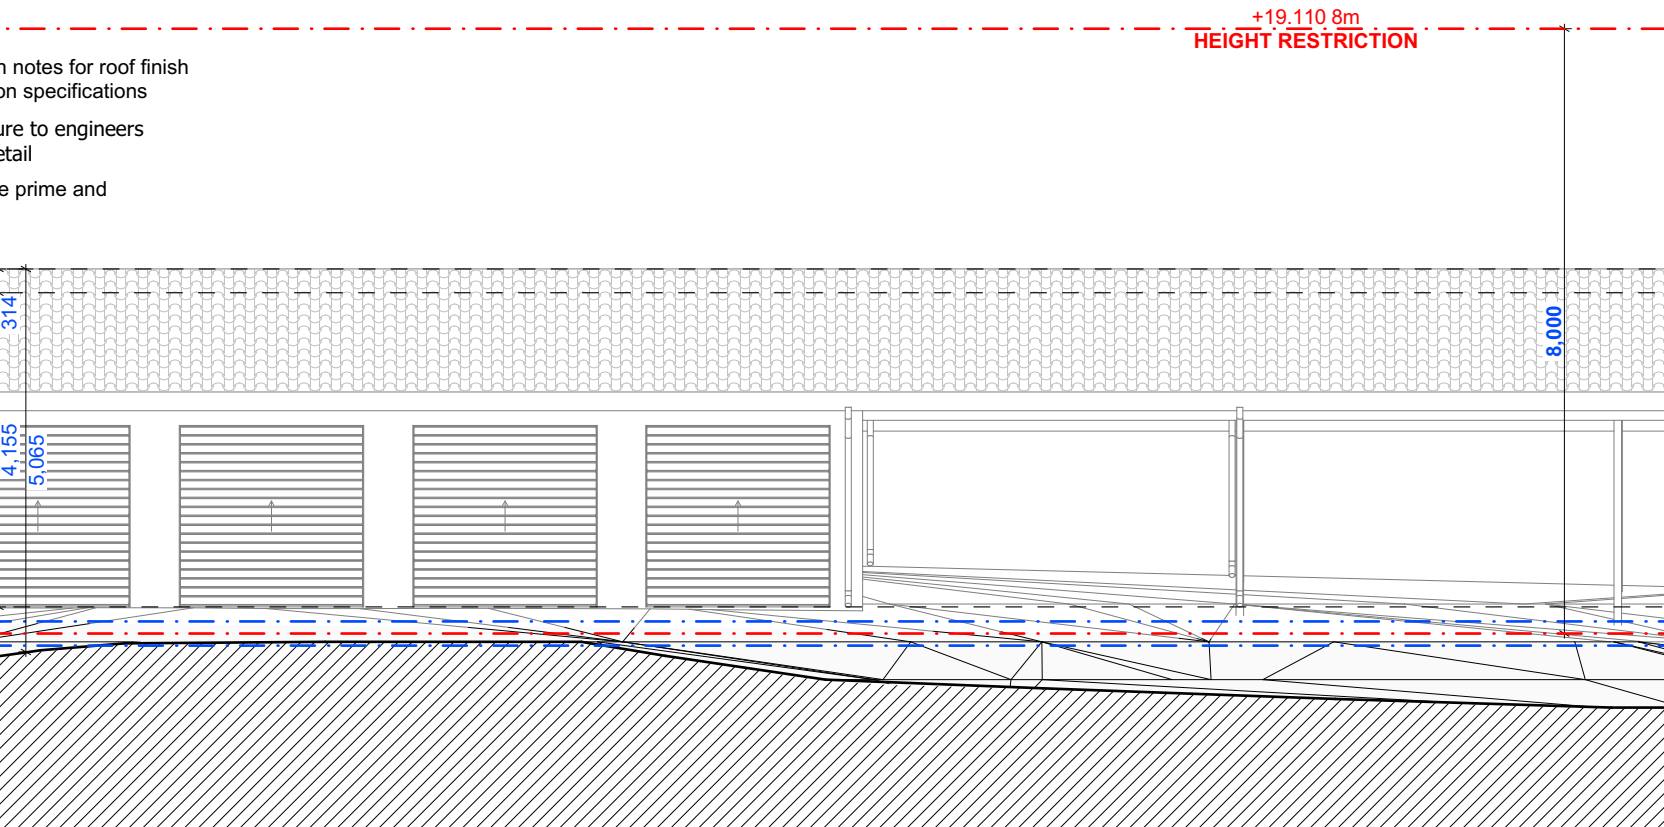 +19.110 8m
HEIGHT RESTRICTION
n notes for roof finish
on specifications
ure to engineers
etail
e prime and
314
8,000
4,155
5,065